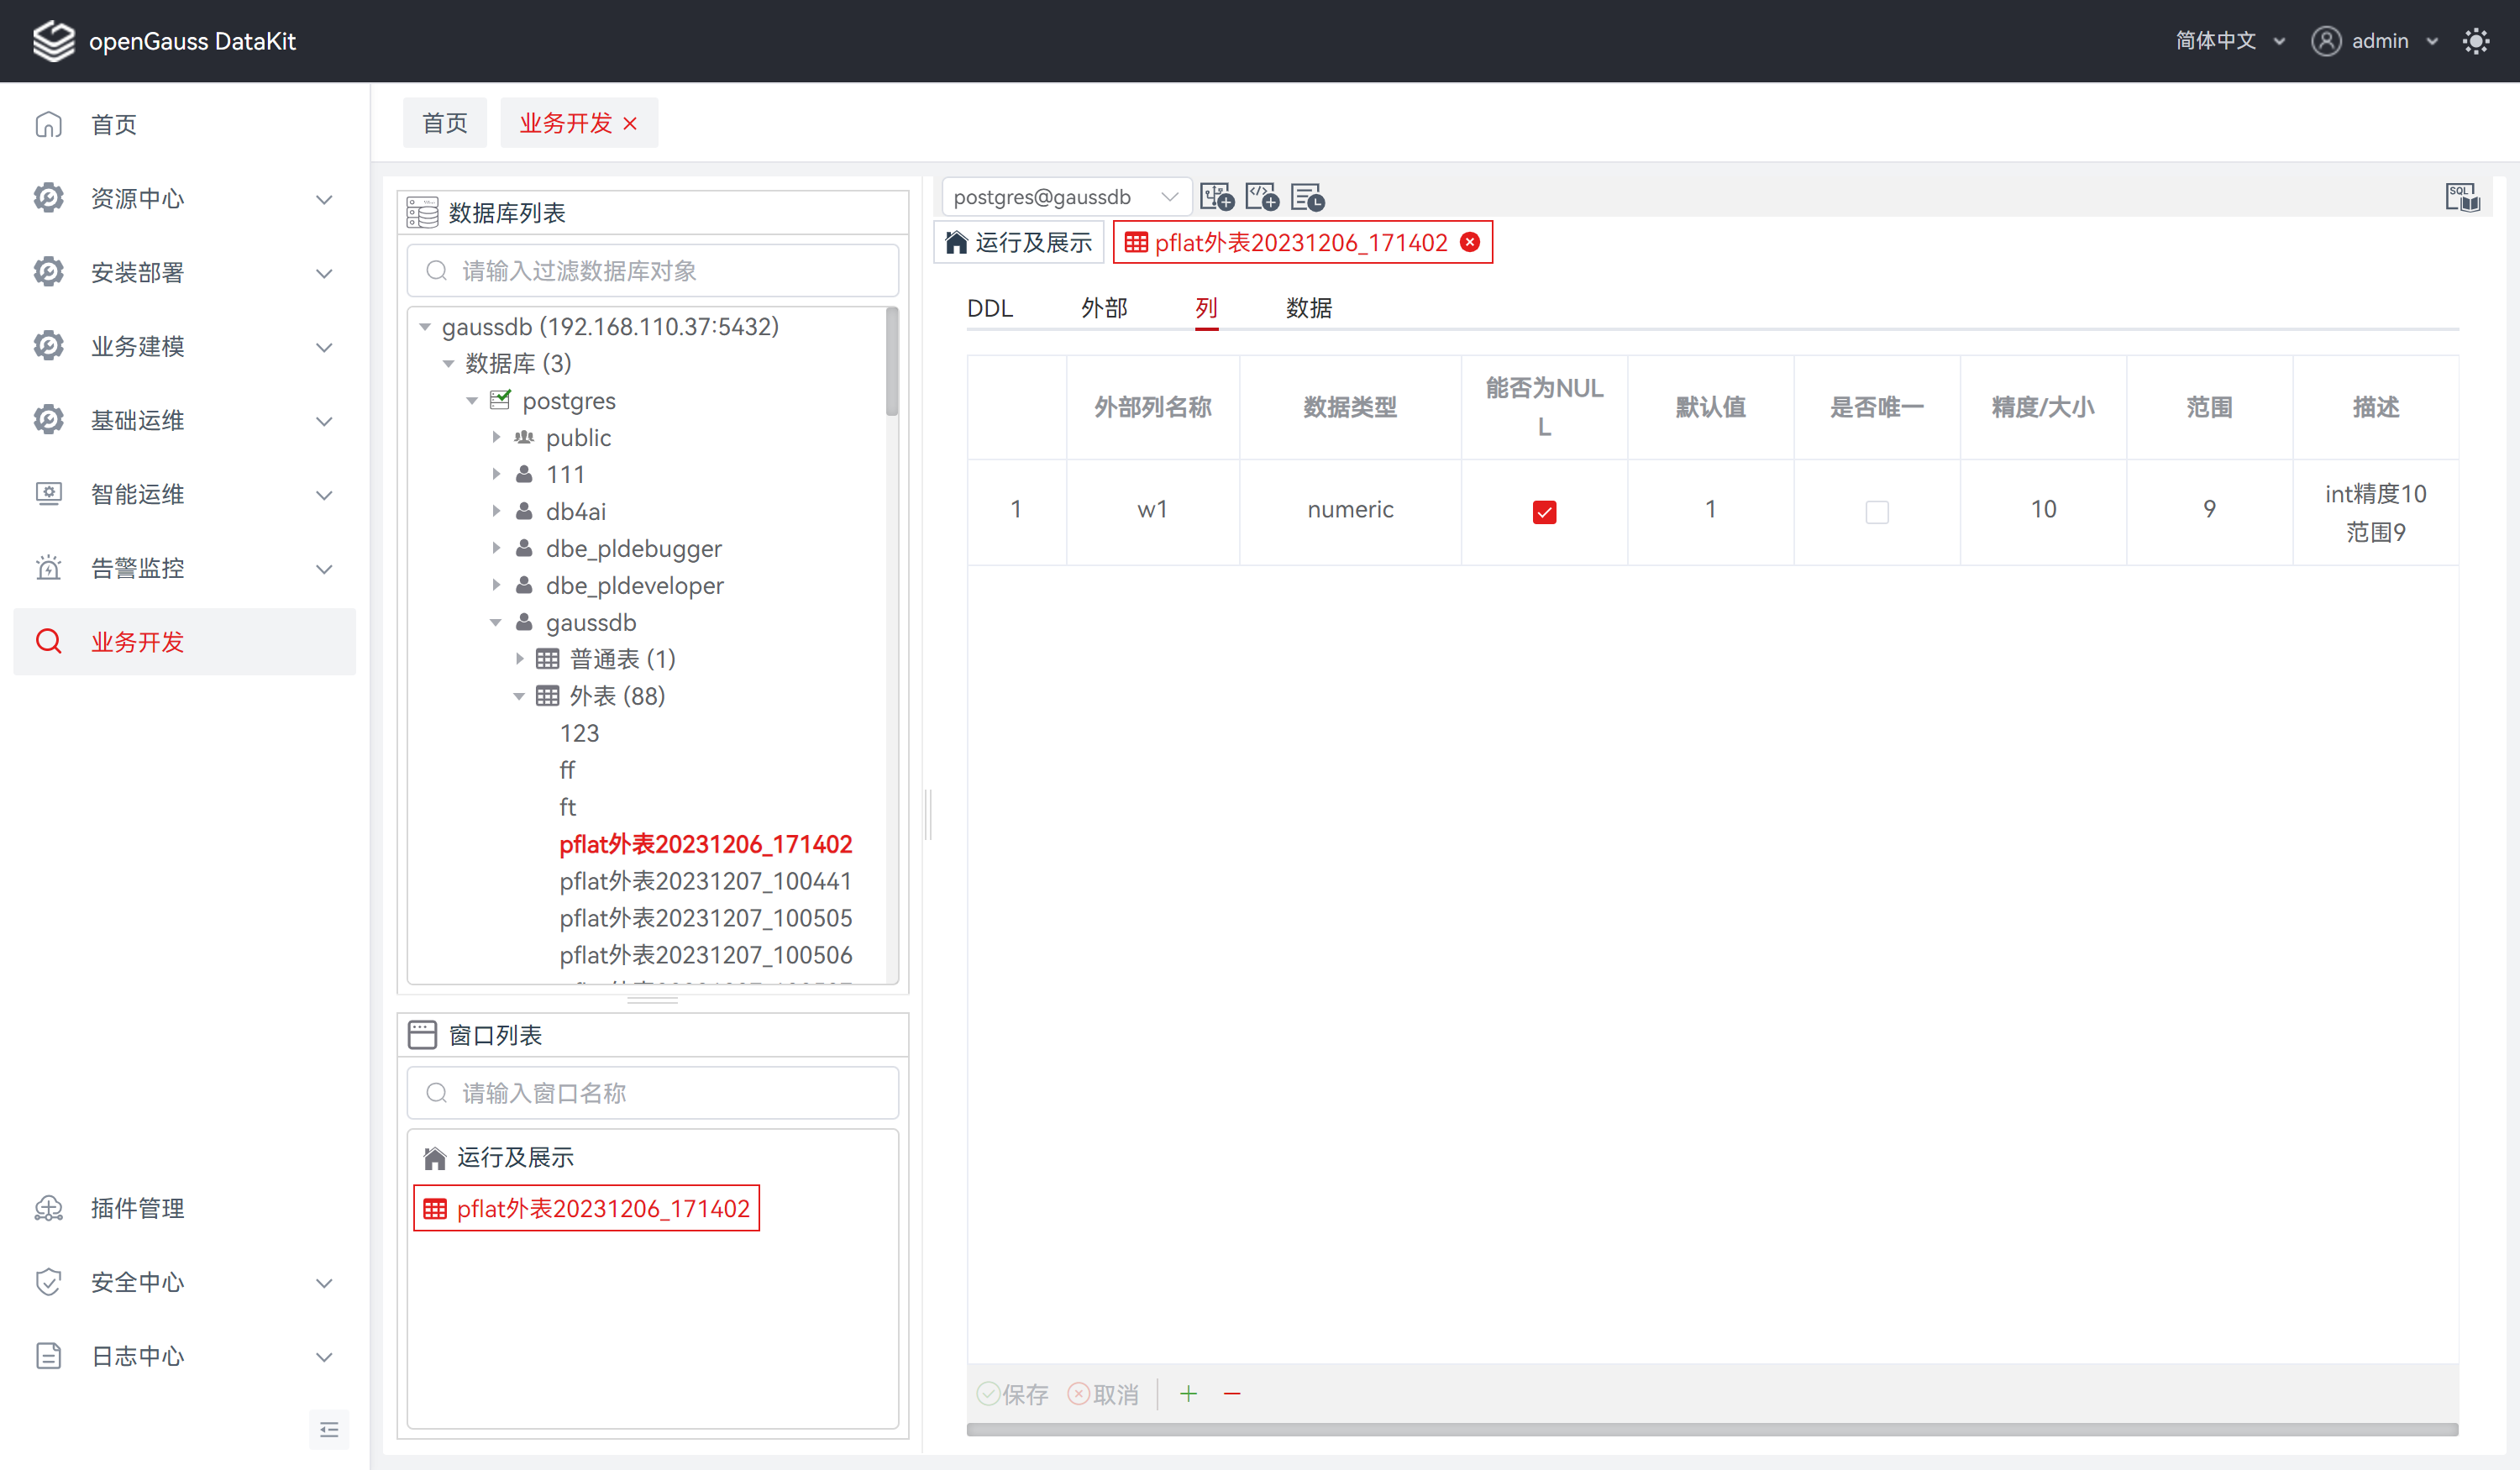 openGauss DataKit
简体中文
admin
首页
资源中心
安装部署
业务建模
基础运维
智能运维
告警监控
业务开发
插件管理
安全中心
日志中心
首页
业务开发
数据库列表
请输入过滤数据库对象
gaussdb (192.168.110.37:5432)
数据库 (3)
postgres
public
111
db4ai
dbe_pldebugger
dbe_pldeveloper
gaussdb
普通表 (1)
外表 (88)
123
ff
ft
pflat外表20231206_171402
pflat外表20231207_100441
pflat外表20231207_100505
pflat外表20231207_100506
窗口列表
请输入窗口名称
运行及展示
pflat外表20231206_171402
postgres@gaussdb
SQL
运行及展示
pflat外表20231206_171402
DDL 外部 列 数据
外部列名称 数据类型 能否为NUL
L 默认值 是否唯一 精度/大小 范围 描述
1 w1 numeric 1 10 9 int精度10
范围9
保存 取消